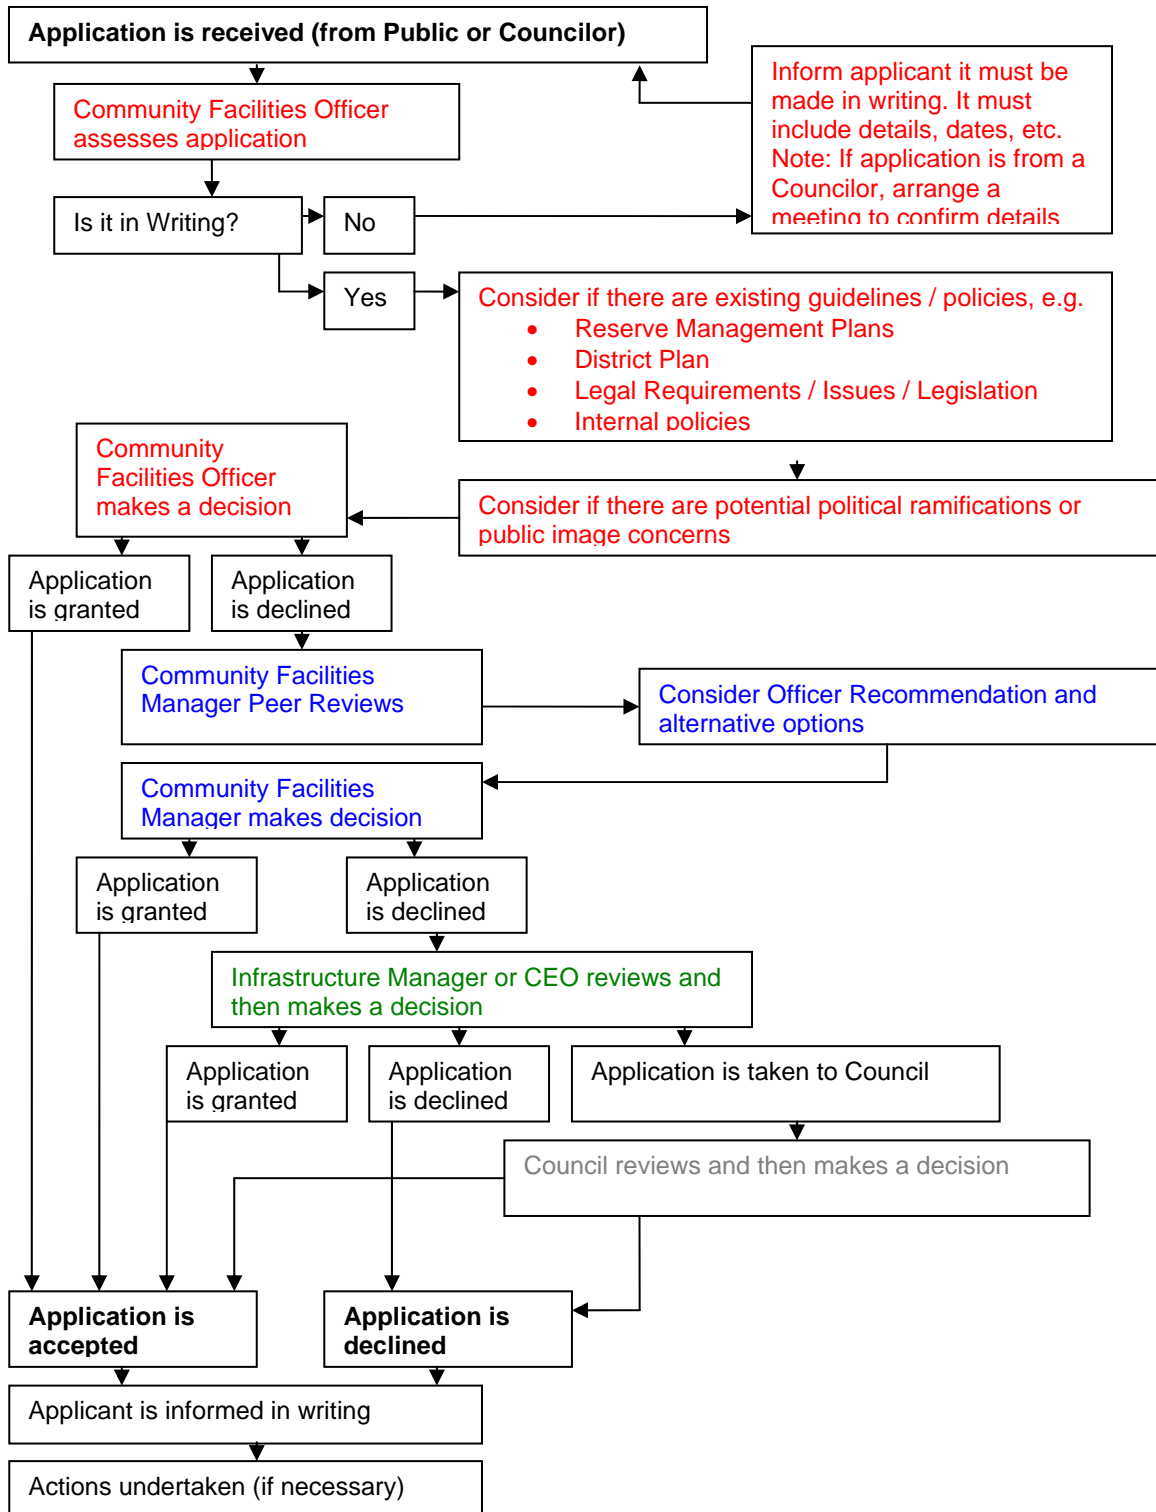 Application is received (from Public or Councilor)
Inform applicant it must be
made in writing. It must
include details, dates, etc.
Note: If application is from a
Councilor, arrange a
meeting to confirm details
Community Facilities Officer
assesses application
Is it in Writing?
No
Yes
Consider if there are existing guidelines / policies, e.g.
• Reserve Management Plans
• District Plan
• Legal Requirements / Issues / Legislation
• Internal policies
Community
Facilities Officer
makes a decision
Consider if there are potential political ramifications or
public image concerns
Application
is granted
Application
is declined
Community Facilities
Manager Peer Reviews
Consider Officer Recommendation and
alternative options
Community Facilities
Manager makes decision
Application
is granted
Application
is declined
Infrastructure Manager or CEO reviews and
then makes a decision
Application
is granted
Application
is declined
Application is taken to Council
Council reviews and then makes a decision
Application is
accepted
Application is
declined
Applicant is informed in writing
Actions undertaken (if necessary)